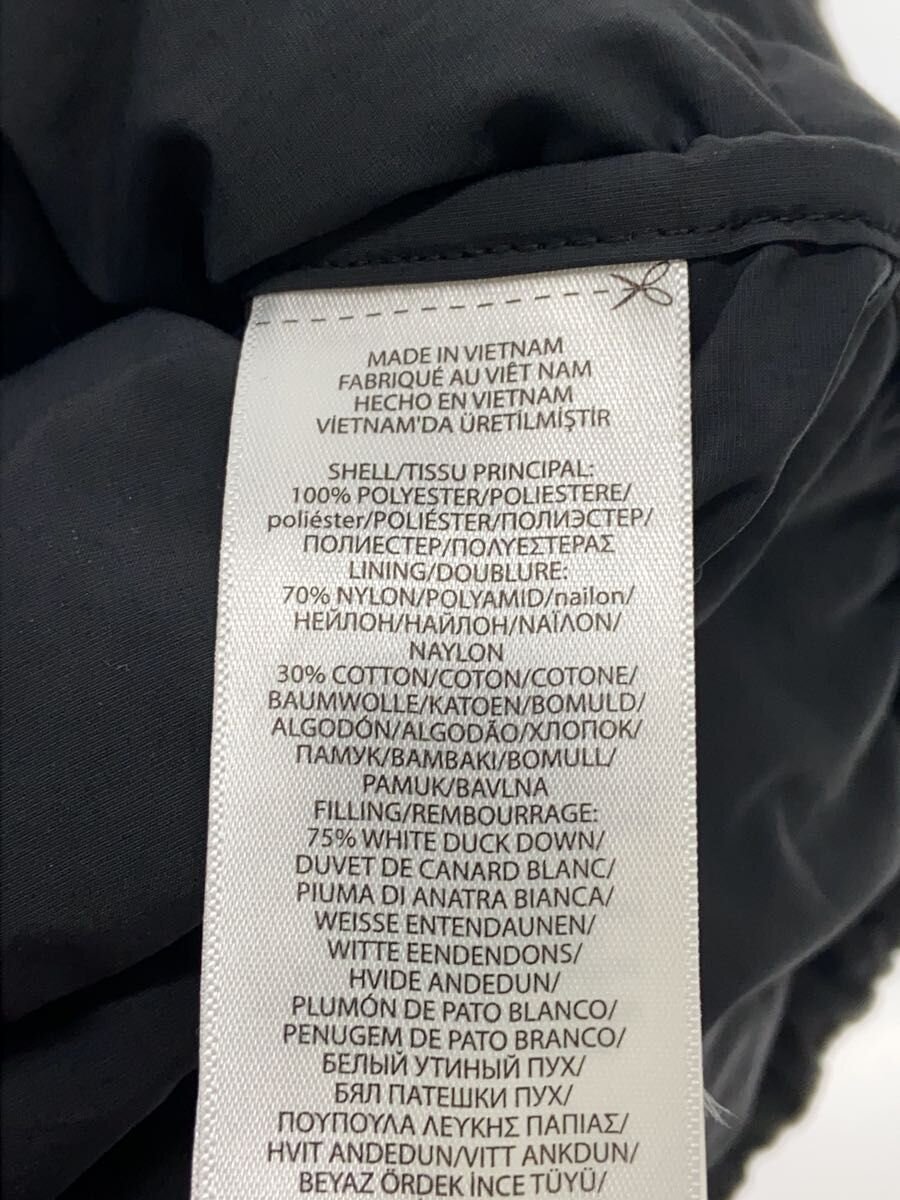 MADE IN VIETNAM
FABRIQUÉ AU VIÊT NAM
HECHO EN VIETNAM
VİETNAM'DA ÜRETİLMİŞTİR
SHELL/TISSU PRINCIPAL:
100% POLYESTER/POLIESTERE/
poliéster/POLIÉSTER/ПОЛИЭСТЕР/
ПОЛИЕСТЕР/ΠΟΛΥΕΣΤΕΡΑΣ
LINING/DOUBLURE:
70% NYLON/POLYAMID/nailon/
НЕЙЛОН/НАЙЛОН/ΝΑΪΛΟΝ/
NAYLON
30% COTTON/COTON/COTONE/
BAUMWOLLE/KATOEN/BOMULD/
ALGODÓN/ALGODÃO/ХЛОПОК/
ПАМУК/ΒΑΜΒΑΚΙ/BOMULL/
PAMUK/BAVLNA
FILLING/REMBOURRAGE:
75% WHITE DUCK DOWN/
DUVET DE CANARD BLANC/
PIUMA DI ANATRA BIANCA/
WEISSE ENTENDAUNEN/
WITTE EENDENDONS/
HVIDE ANDEDUN/
PLUMÓN DE PATO BLANCO/
PENUGEM DE PATO BRANCO/
БЕЛЫЙ УТИНЫЙ ПУХ/
БЯЛ ПАТЕШКИ ПУХ/
ΠΟΥΠΟΥΛΑ ΛΕΥΚΗΣ ΠΑΠΙΑΣ/
HVIT ANDEDUN/VITT ANKDUN/
BEYAZ ÖRDEK İNCE TÜYÜ/